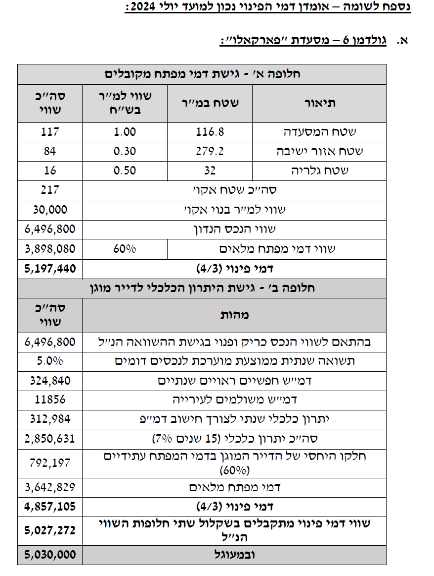 נספח לשומה – אומדן דמי הפינוי נכון למועד יולי 2024:
א. גולדמן 6 – מסעדת "פארקאלו":
חלופה א' - גישת דמי מפתח מקובלים
תיאור שטח במ"ר שווי למ"ר בש"ח סה"כ שווי
שטח המסעדה 116.8 1.00 117
שטח אזור ישיבה 279.2 0.30 84
שטח גלריה 32 0.50 16
סה"כ שטח אקו' 217
שווי למ"ר בנוי אקו' 30,000
שווי הנכס הנדון 6,496,800
שווי דמי מפתח מלאים 60% 3,898,080
דמי פינוי (4/3) 5,197,440
חלופה ב' - גישת היתרון הכלכלי לדייר מוגן
מהות סה"כ שווי
בהתאם לשווי הנכס כריק ופנוי בגישת ההשוואה הנ"ל 6,496,800
תשואה שנתית ממוצעת מוערכת לנכסים דומים 5.0%
דמ"ש חפשיים ראויים שנתיים 324,840
דמ"ש משולמים לעירייה 11856
יתרון כלכלי שנתי לצורך חישוב דמ"פ 312,984
סה"כ יתרון כלכלי (15 שנים 7%) 2,850,631
חלקו היחסי של הדייר המוגן בדמי המפתח עתידיים
(60%) 792,197
דמי מפתח מלאים 3,642,829
דמי פינוי (4/3) 4,857,105
שווי דמי פינוי מתקבלים בשקלול שתי חלופות השווי
הנ"ל 5,027,272
ובמעוגל 5,030,000